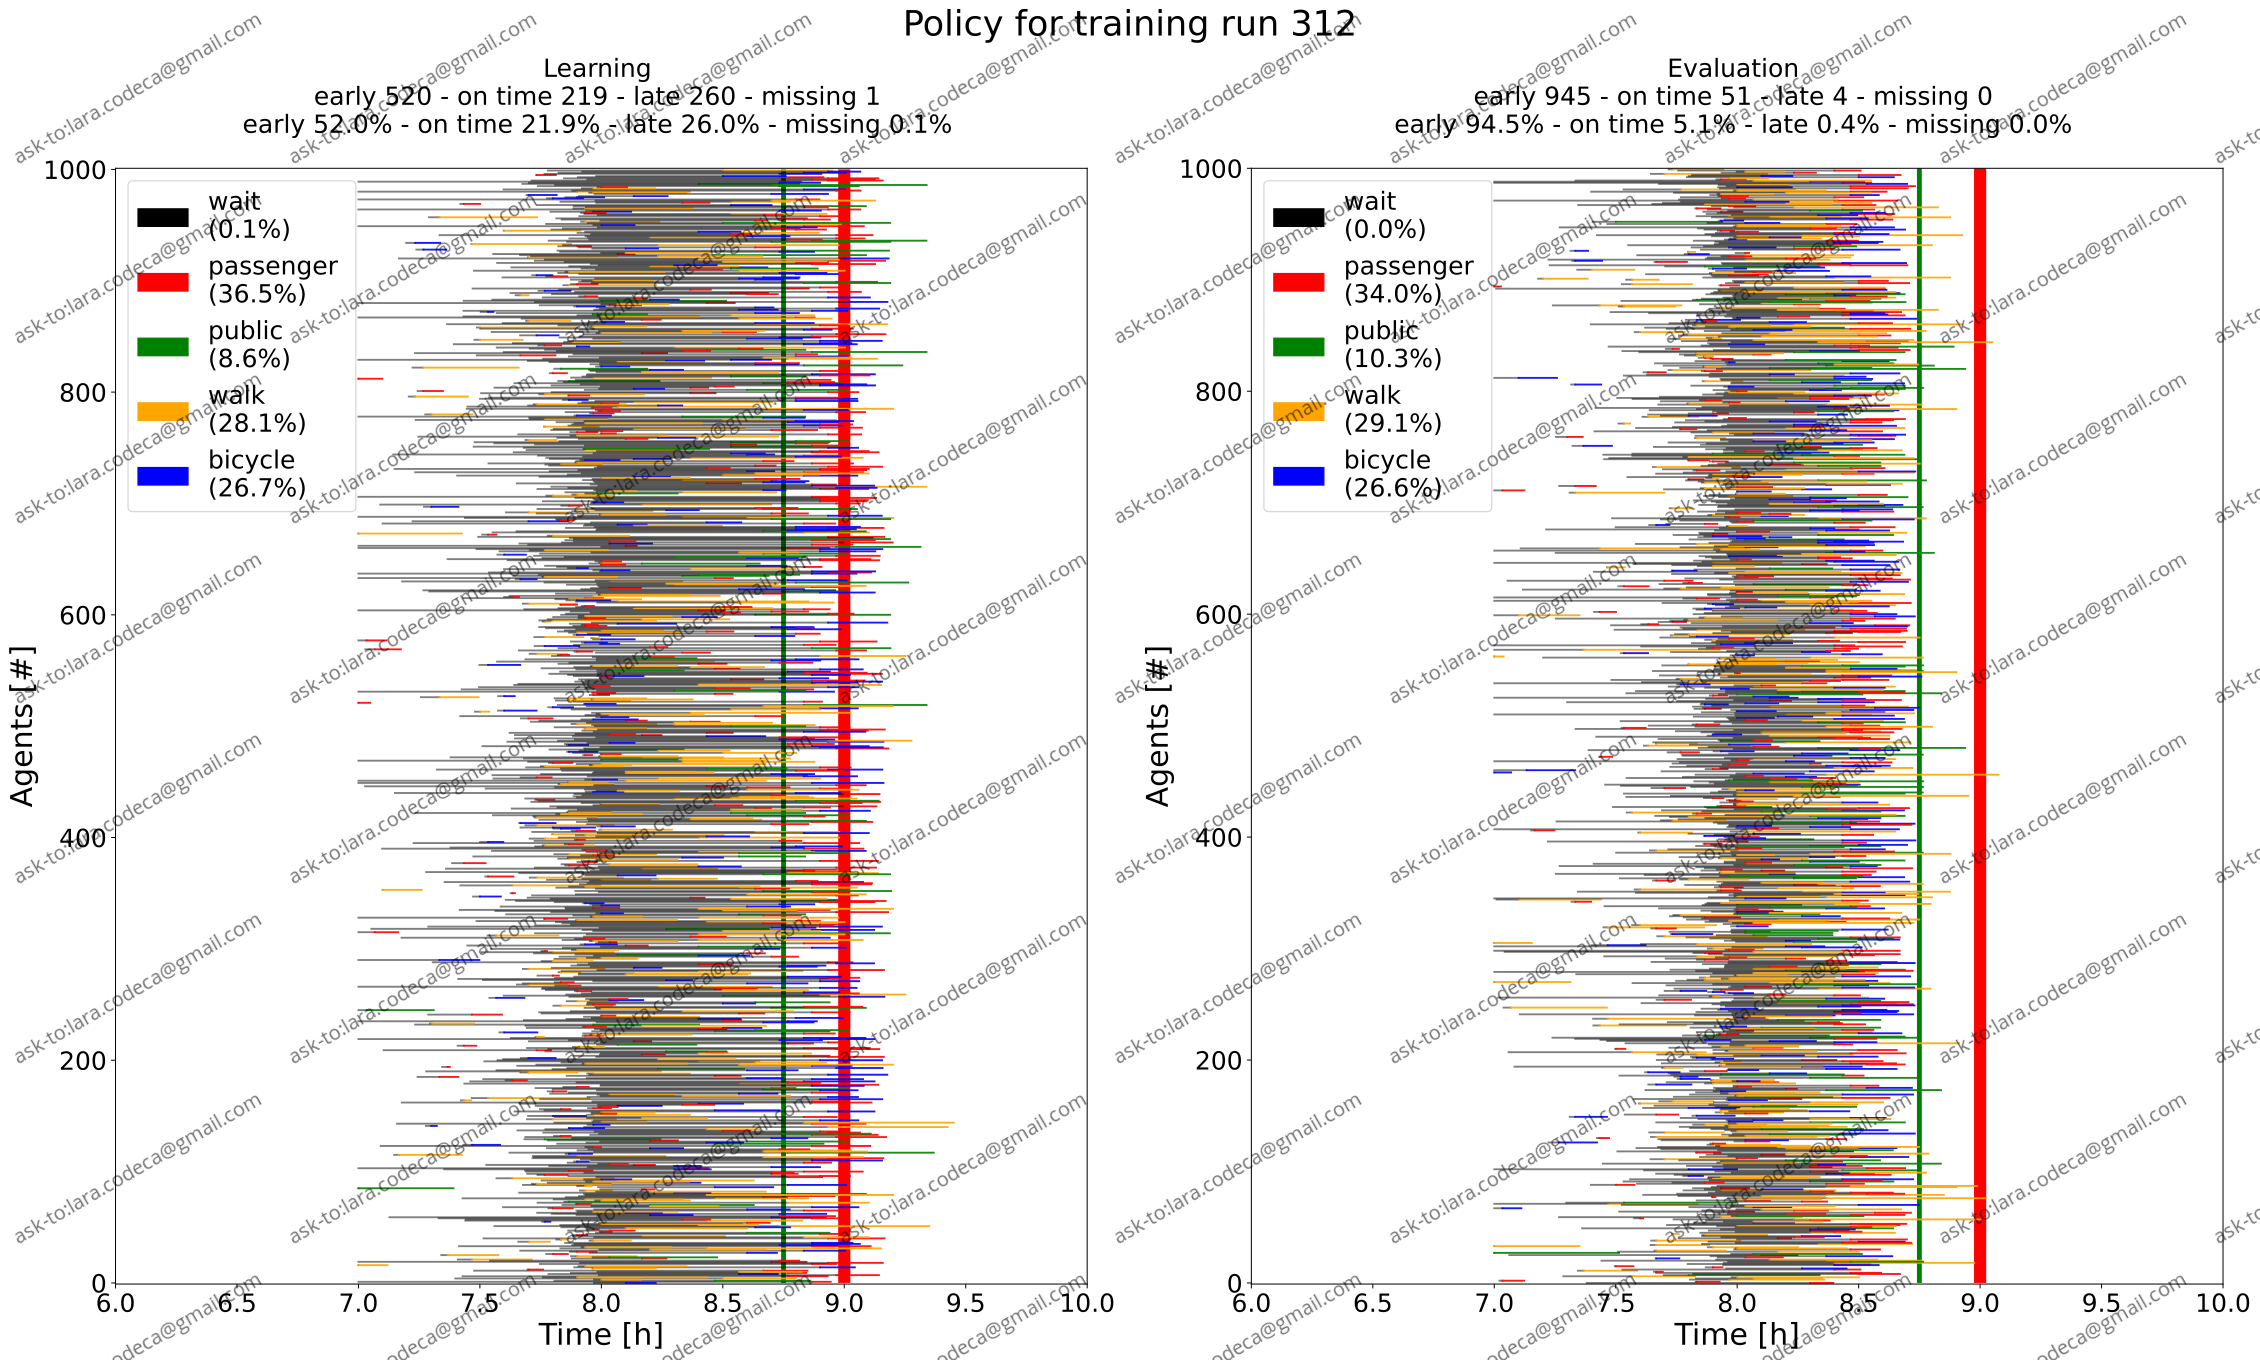 Policy for training run 312
Learning
early 520 - on time 219 - late 260 - missing 1
early 52.0% - on time 21.9% - late 26.0% - missing 0.1%
1000
800
600
400
200
0
Agents [#]
wait
(0.1%)
passenger
(36.5%)
public
(8.6%)
walk
(28.1%)
bicycle
(26.7%)
6.0 6.5 7.0 7.5 8.0 8.5 9.0 9.5 10.0
Time [h]
Evaluation
early 945 - on time 51 - late 4 - missing 0
early 94.5% - on time 5.1% - late 0.4% - missing 0.0%
1000
800
600
400
200
0
Agents [#]
wait
(0.0%)
passenger
(34.0%)
public
(10.3%)
walk
(29.1%)
bicycle
(26.6%)
6.0 6.5 7.0 7.5 8.0 8.5 9.0 9.5 10.0
Time [h]
ask-to:lara.codeca@gmail.com